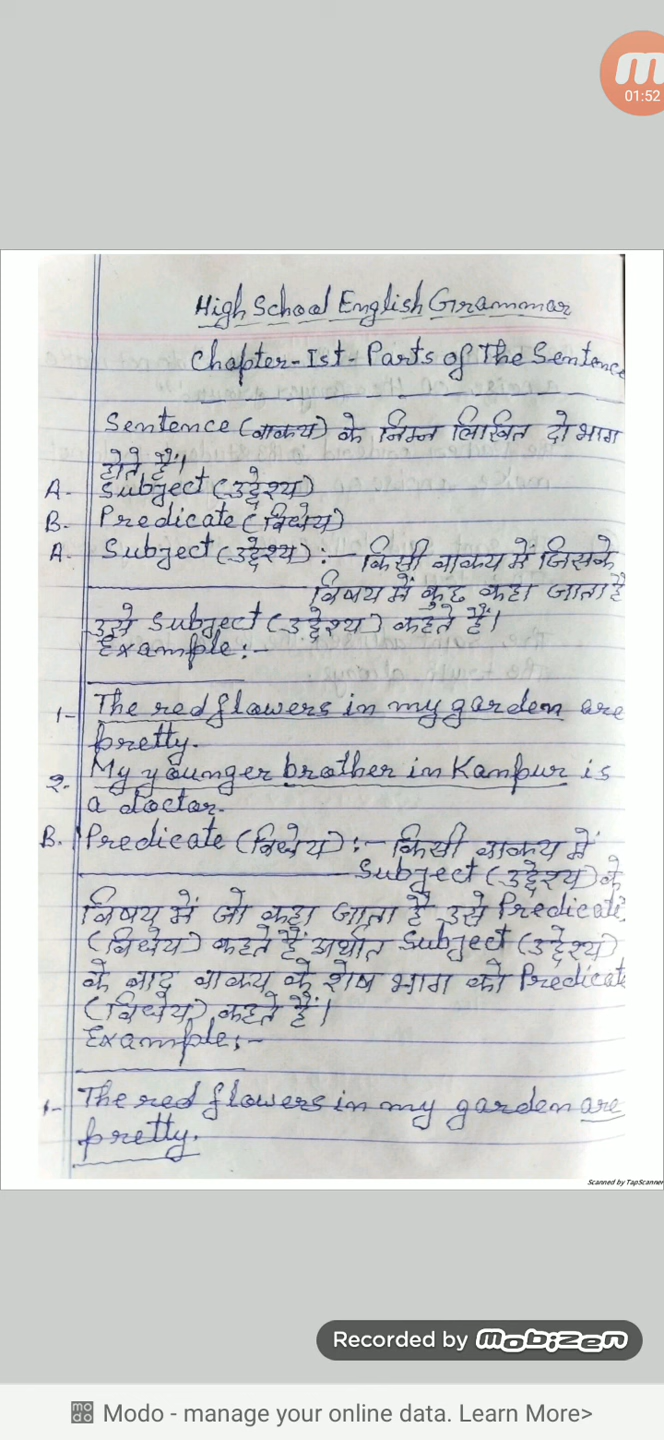 01:52
High School English Grammar
Chapter-Ist-Parts of The Sentence
Sentence (वाक्य) के निम्न लिखित दो भाग
होते हैं।
A- Subject (उद्देश्य)
B. Predicate (विधेय)
A- Subject (उद्देश्य) :- किसी वाक्य में जिसके
विषय में कुछ कहा जाता है
उसे Subject (उद्देश्य) कहते हैं।
Example:-
1- The red flowers in my garden are
pretty.
2. My younger brother in Kanpur is
a doctor.
B. Predicate (विधेय) :- किसी वाक्य में
Subject (उद्देश्य) के
विषय में जो कहा जाता है उसे Predicate
(विधेय) कहते हैं अर्थात Subject (उद्देश्य)
के बाद वाक्य के शेष भाग को Predicate
(विधेय) कहते हैं।
Example:-
1- The red flowers in my garden are
pretty.
Scanned by TapScanner
Recorded by mobizen
modo Modo - manage your online data. Learn More>